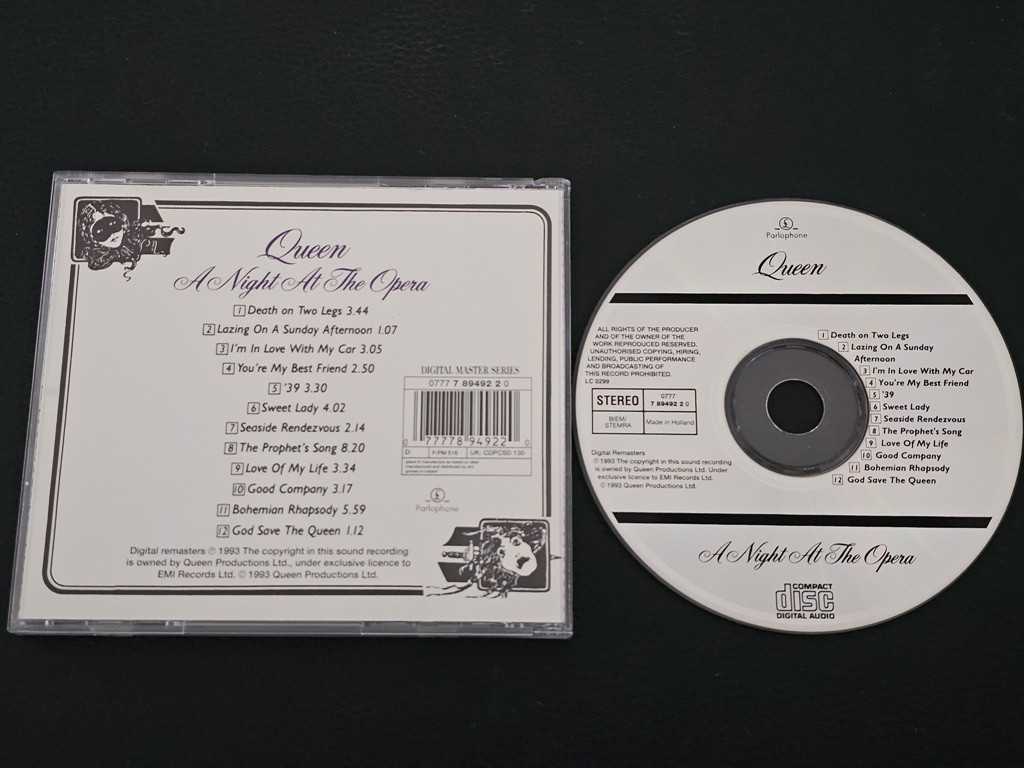 Queen
A Night At The Opera
1 Death on Two Legs 3.44
2 Lazing On A Sunday Afternoon 1.07
3 I'm In Love With My Car 3.05
4 You're My Best Friend 2.50
5 '39 3.30
6 Sweet Lady 4.02
7 Seaside Rendezvous 2.14
8 The Prophet's Song 8.20
9 Love Of My Life 3.34
10 Good Company 3.17
11 Bohemian Rhapsody 5.59
12 God Save The Queen 1.12
Digital remasters ℗ 1993 The copyright in this sound recording
is owned by Queen Productions Ltd., under exclusive licence to
EMI Records Ltd. © 1993 Queen Productions Ltd.
DIGITAL MASTER SERIES
0777 7 89492 2 0
0 77778 94922 0
UK: CDPCSD 130
Parlophone
Parlophone
Queen
ALL RIGHTS OF THE PRODUCER
AND OF THE OWNER OF THE
WORK REPRODUCED RESERVED.
UNAUTHORISED COPYING, HIRING,
LENDING, PUBLIC PERFORMANCE
AND BROADCASTING OF
THIS RECORD PROHIBITED.
LC 0299
STEREO
0777
7 89492 2 0
BIEM/
STEMRA
Made in Holland
Digital Remasters
℗ 1993 The copyright in this sound recording
is owned by Queen Productions Ltd. Under
exclusive licence to EMI Records Ltd.
© 1993 Queen Productions Ltd.
1 Death on Two Legs
2 Lazing On A Sunday
Afternoon
3 I'm In Love With My Car
4 You're My Best Friend
5 '39
6 Sweet Lady
7 Seaside Rendezvous
8 The Prophet's Song
9 Love Of My Life
10 Good Company
11 Bohemian Rhapsody
12 God Save The Queen
A Night At The Opera
COMPACT
disc
DIGITAL AUDIO